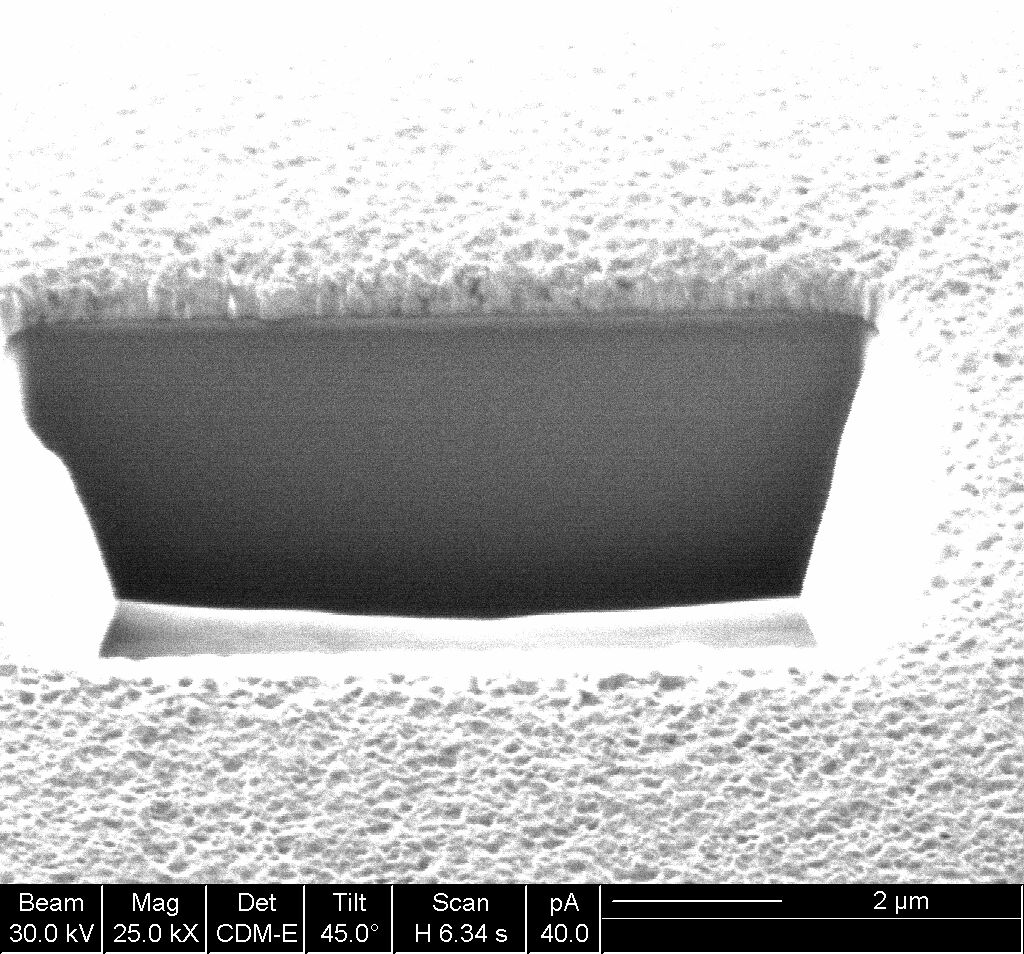 Beam Mag Det Tilt Scan pA 2 µm
30.0 kV 25.0 kX CDM-E 45.0° H 6.34 s 40.0